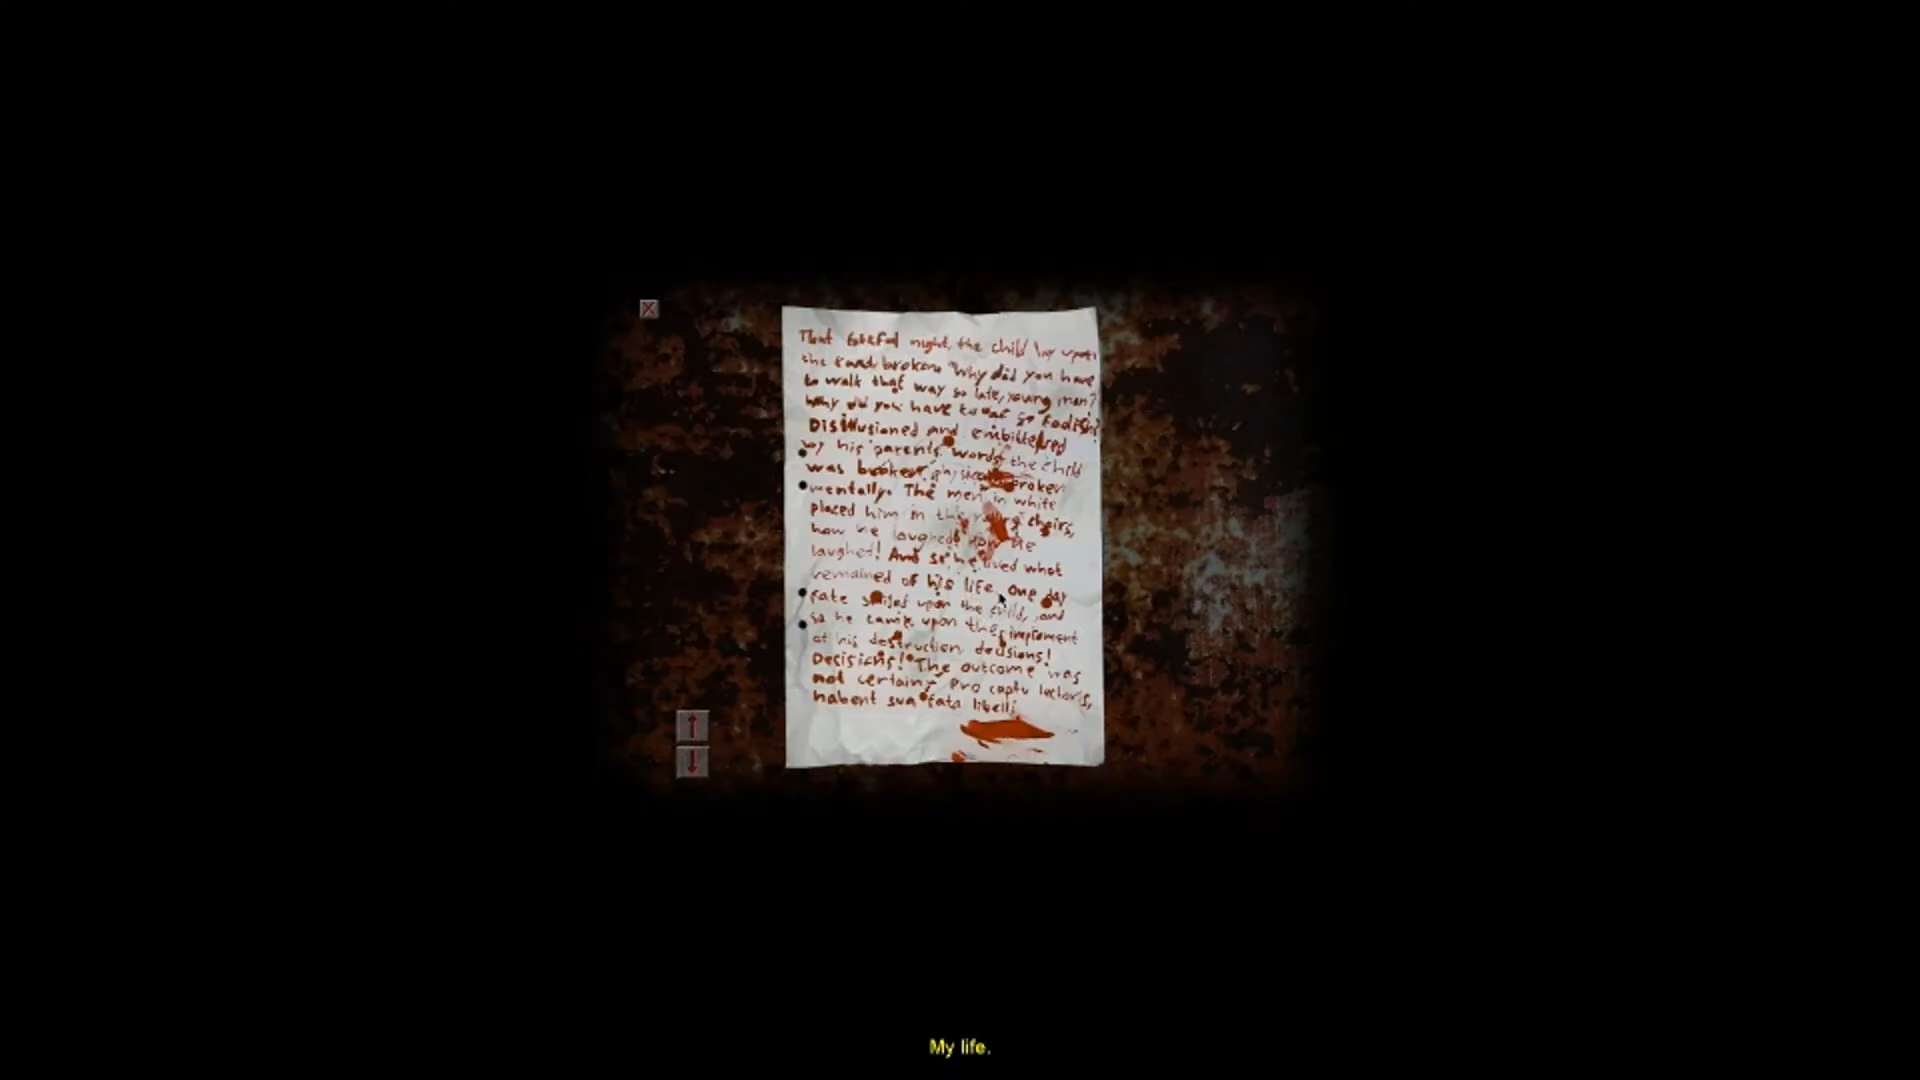 That fateful night, the child lay upon
the road, broken. "Why did you have
to walk that way so late, young man?
Why did you have to be so foolish?
Disillusioned and embittered
by his parents' words the child
was broken, physically broken
mentally. The men in white
placed him in the chairs,
how he laughed! how he
laughed! And so he lived what
remained of his life. One day
fate smiled upon the child, and
so he came upon the implement
of his destruction. decisions!
Decisions! The outcome was
not certain. Pro captu lectoris,
habent sua fata libelli
My life.